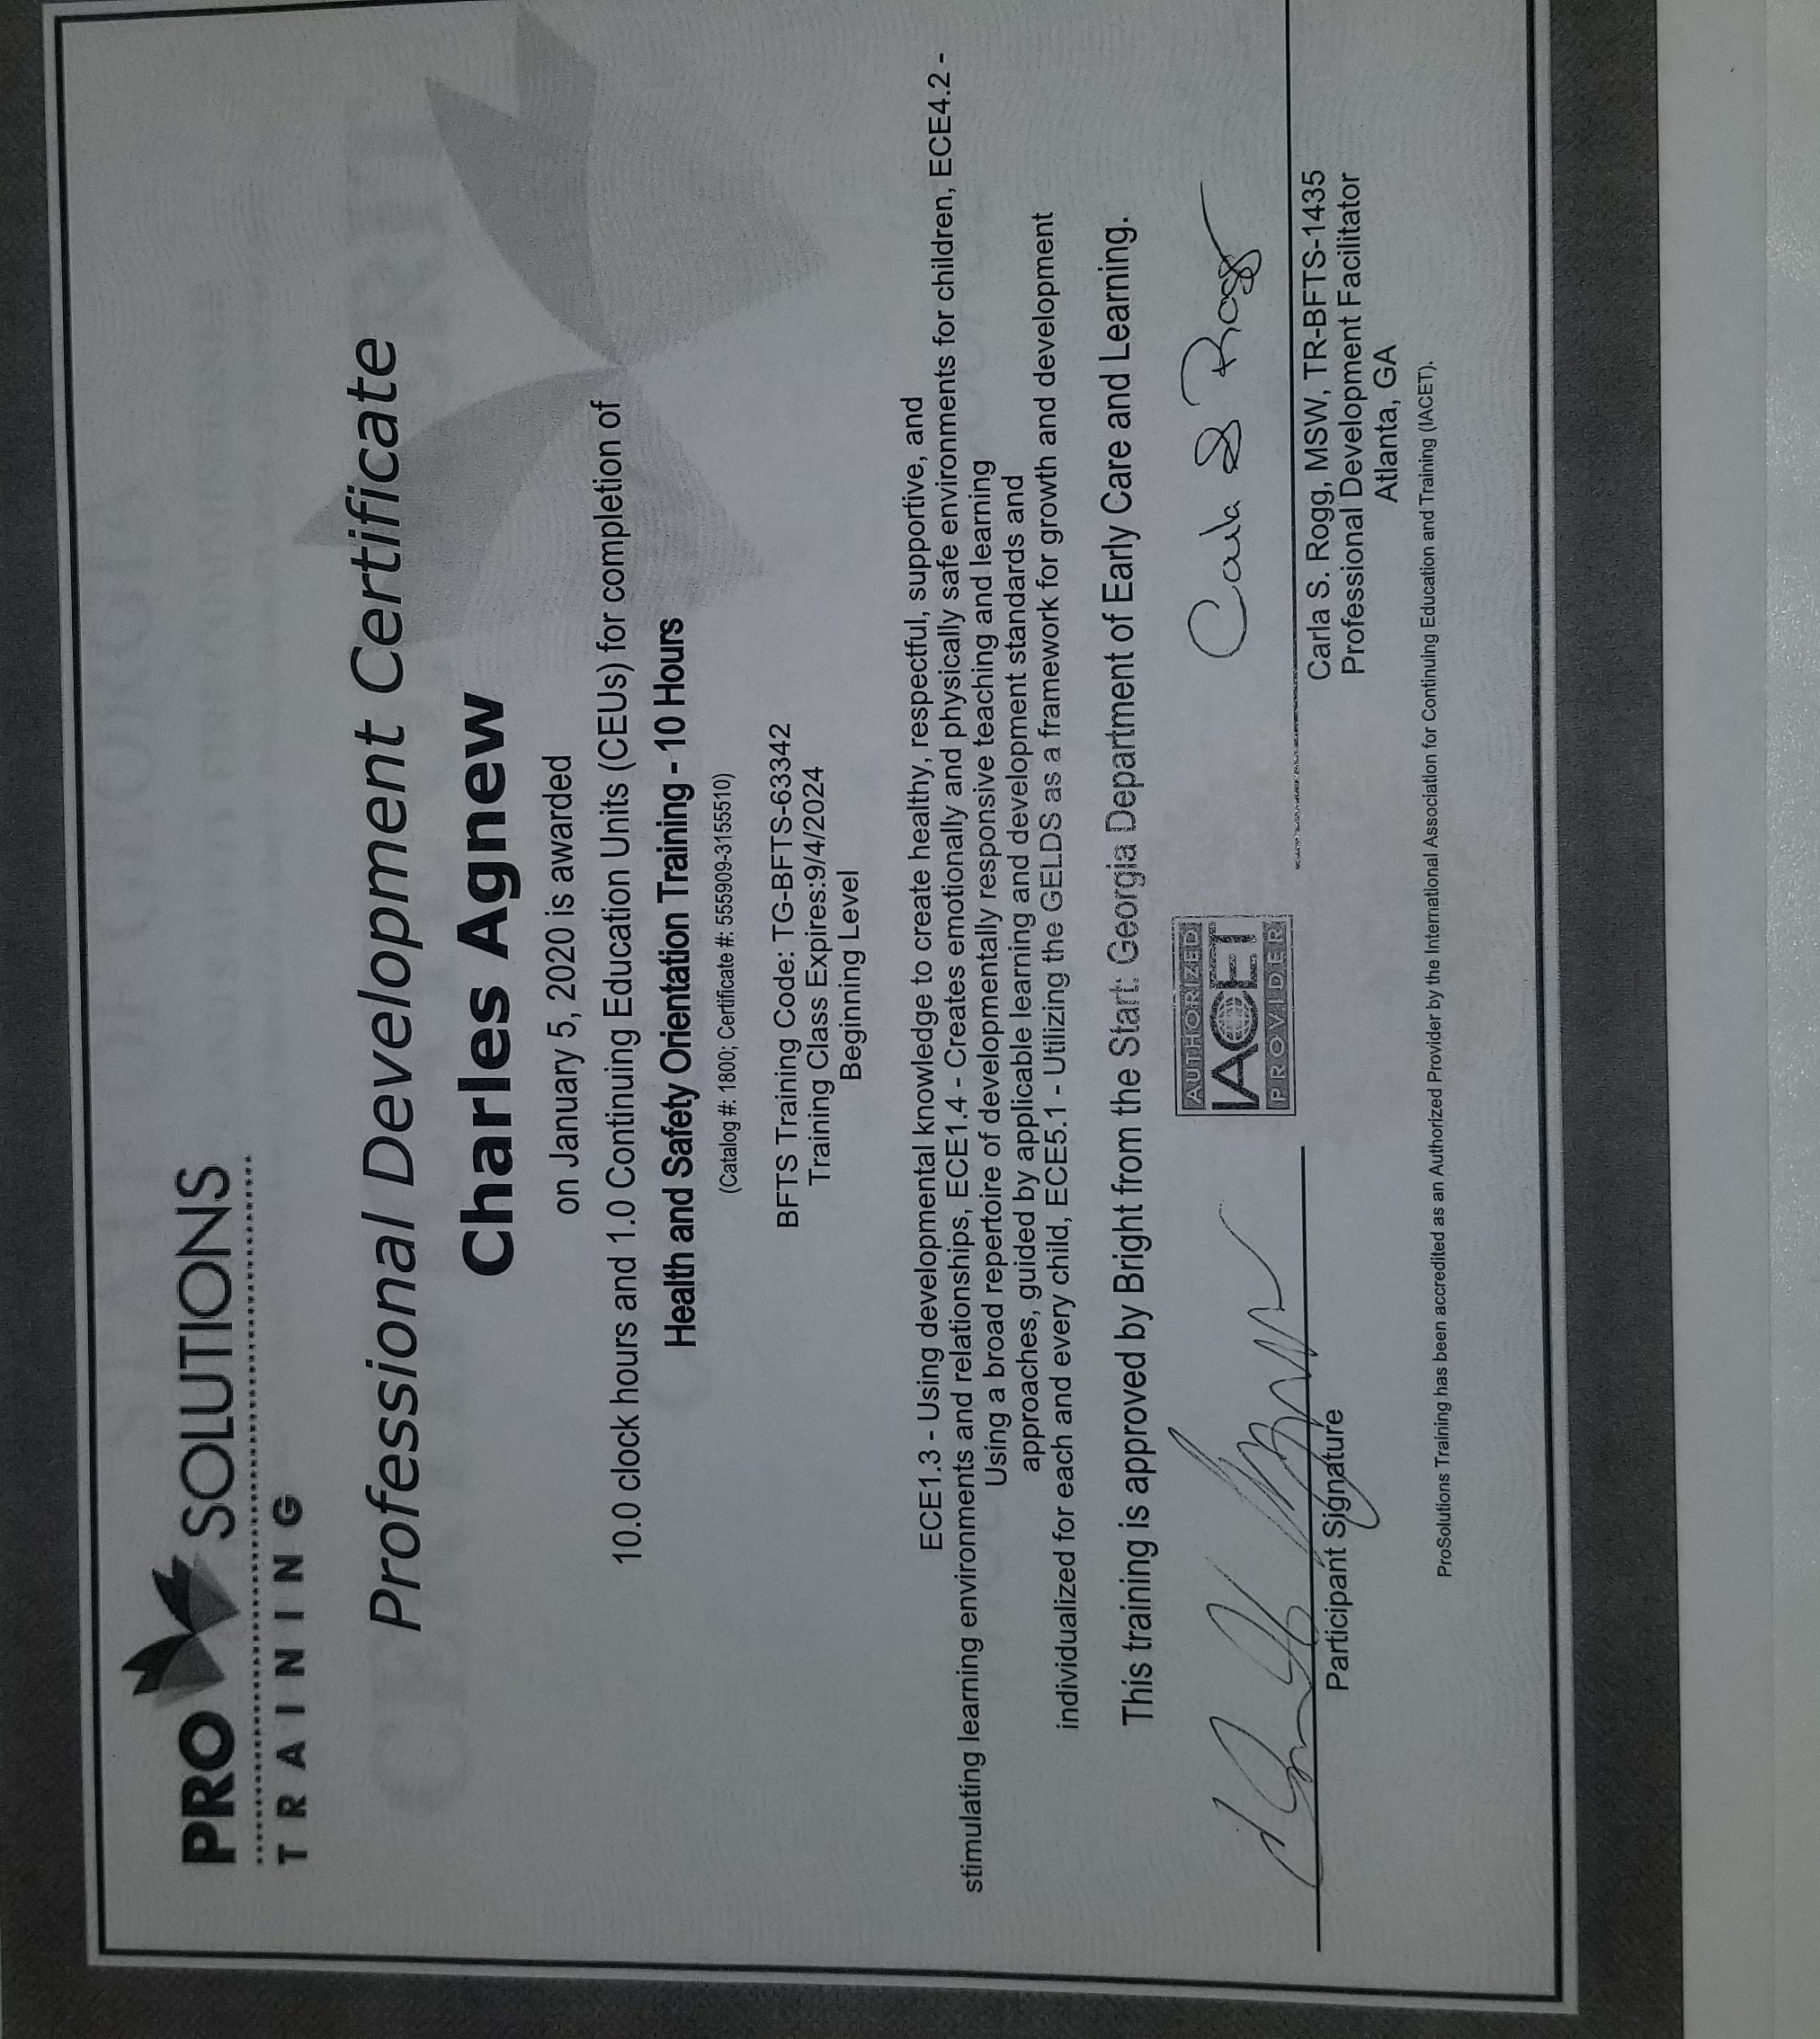 PRO SOLUTIONS
TRAINING
Professional Development Certificate
Charles Agnew
on January 5, 2020 is awarded
10.0 clock hours and 1.0 Continuing Education Units (CEUs) for completion of
Health and Safety Orientation Training - 10 Hours
(Catalog #: 1800; Certificate #: 555909-3155510)
BFTS Training Code: TG-BFTS-63342
Training Class Expires:9/4/2024
Beginning Level
ECE1.3 - Using developmental knowledge to create healthy, respectful, supportive, and
stimulating learning environments and relationships, ECE1.4 - Creates emotionally and physically safe environments for children, ECE4.2 -
Using a broad repertoire of developmentally responsive teaching and learning
approaches, guided by applicable learning and development standards and
individualized for each and every child, ECE5.1 - Utilizing the GELDS as a framework for growth and development
This training is approved by Bright from the Start: Georgia Department of Early Care and Learning.
AUTHORIZED
IACET
PROVIDER
Carla S Rogg
Participant Signature
Carla S. Rogg, MSW, TR-BFTS-1435
Professional Development Facilitator
Atlanta, GA
ProSolutions Training has been accredited as an Authorized Provider by the International Association for Continuing Education and Training (IACET).